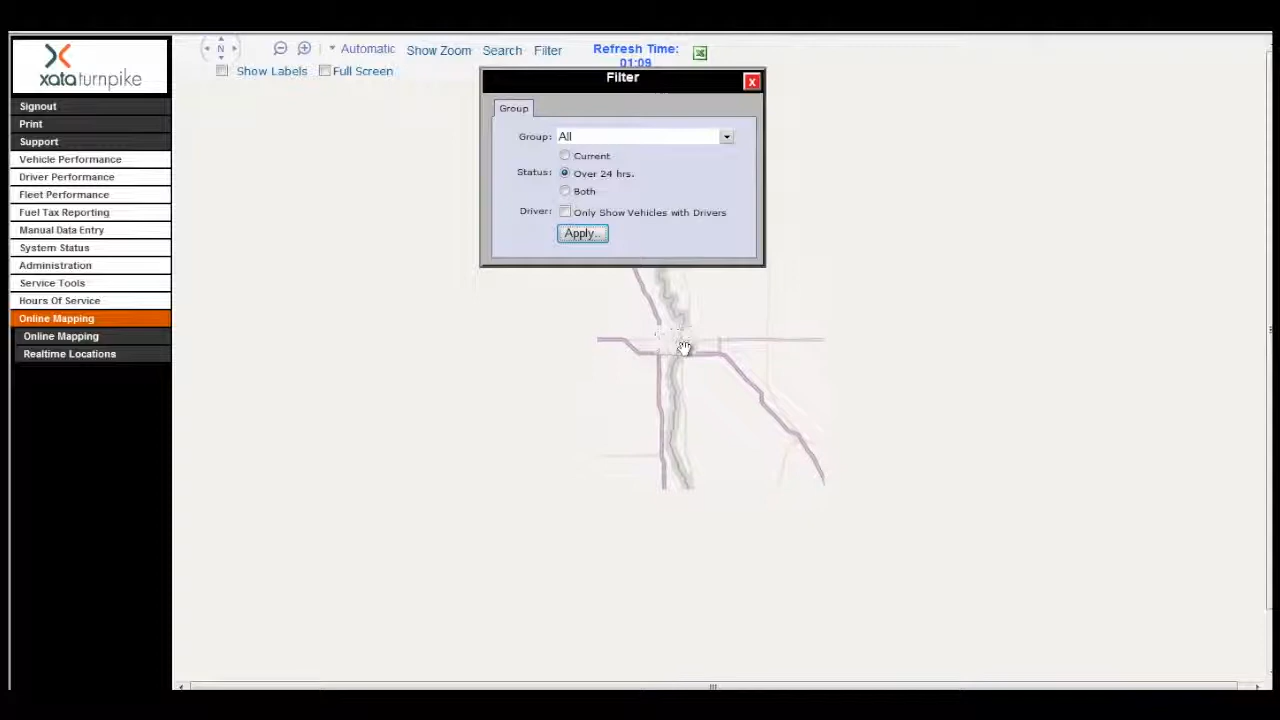 xataturnpike
Signout
Print
Support
Vehicle Performance
Driver Performance
Fleet Performance
Fuel Tax Reporting
Manual Data Entry
System Status
Administration
Service Tools
Hours Of Service
Online Mapping
Online Mapping
Realtime Locations
N
Automatic
Show Zoom
Search
Filter
Refresh Time:
01:09
Show Labels
Full Screen
Filter
X
Group
Group: All
Current
Status: Over 24 hrs.
Both
Driver: Only Show Vehicles with Drivers
Apply..